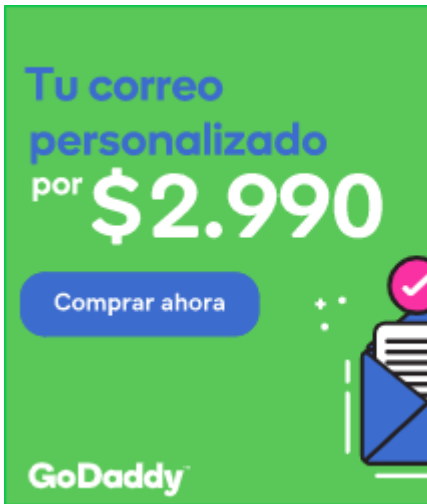 Tu correo
personalizado
por $2.990
Comprar ahora
GoDaddy